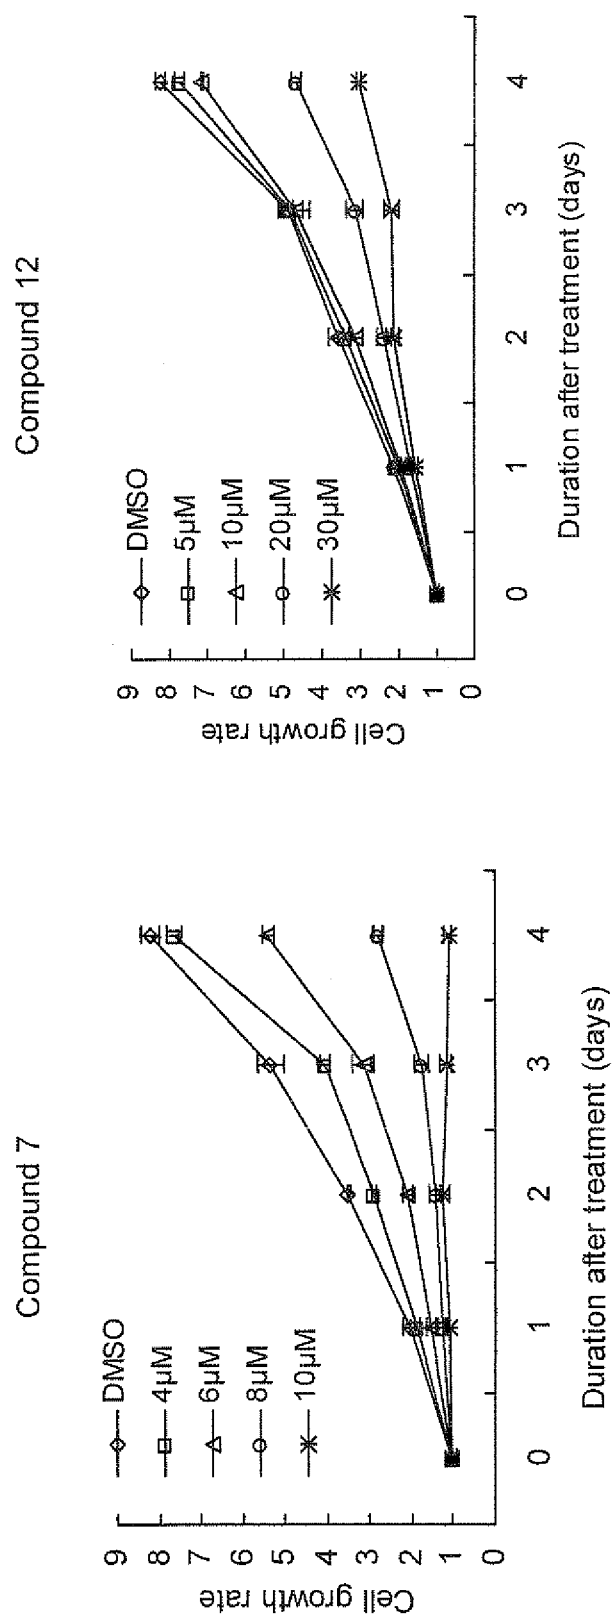 Compound 7
DMSO
4μM
6μM
8μM
10μM
9
8
7
6
5
4
3
2
1
0
Cell growth rate
0 1 2 3 4
Duration after treatment (days)
Compound 12
DMSO
5μM
10μM
20μM
30μM
9
8
7
6
5
4
3
2
1
0
Cell growth rate
0 1 2 3 4
Duration after treatment (days)